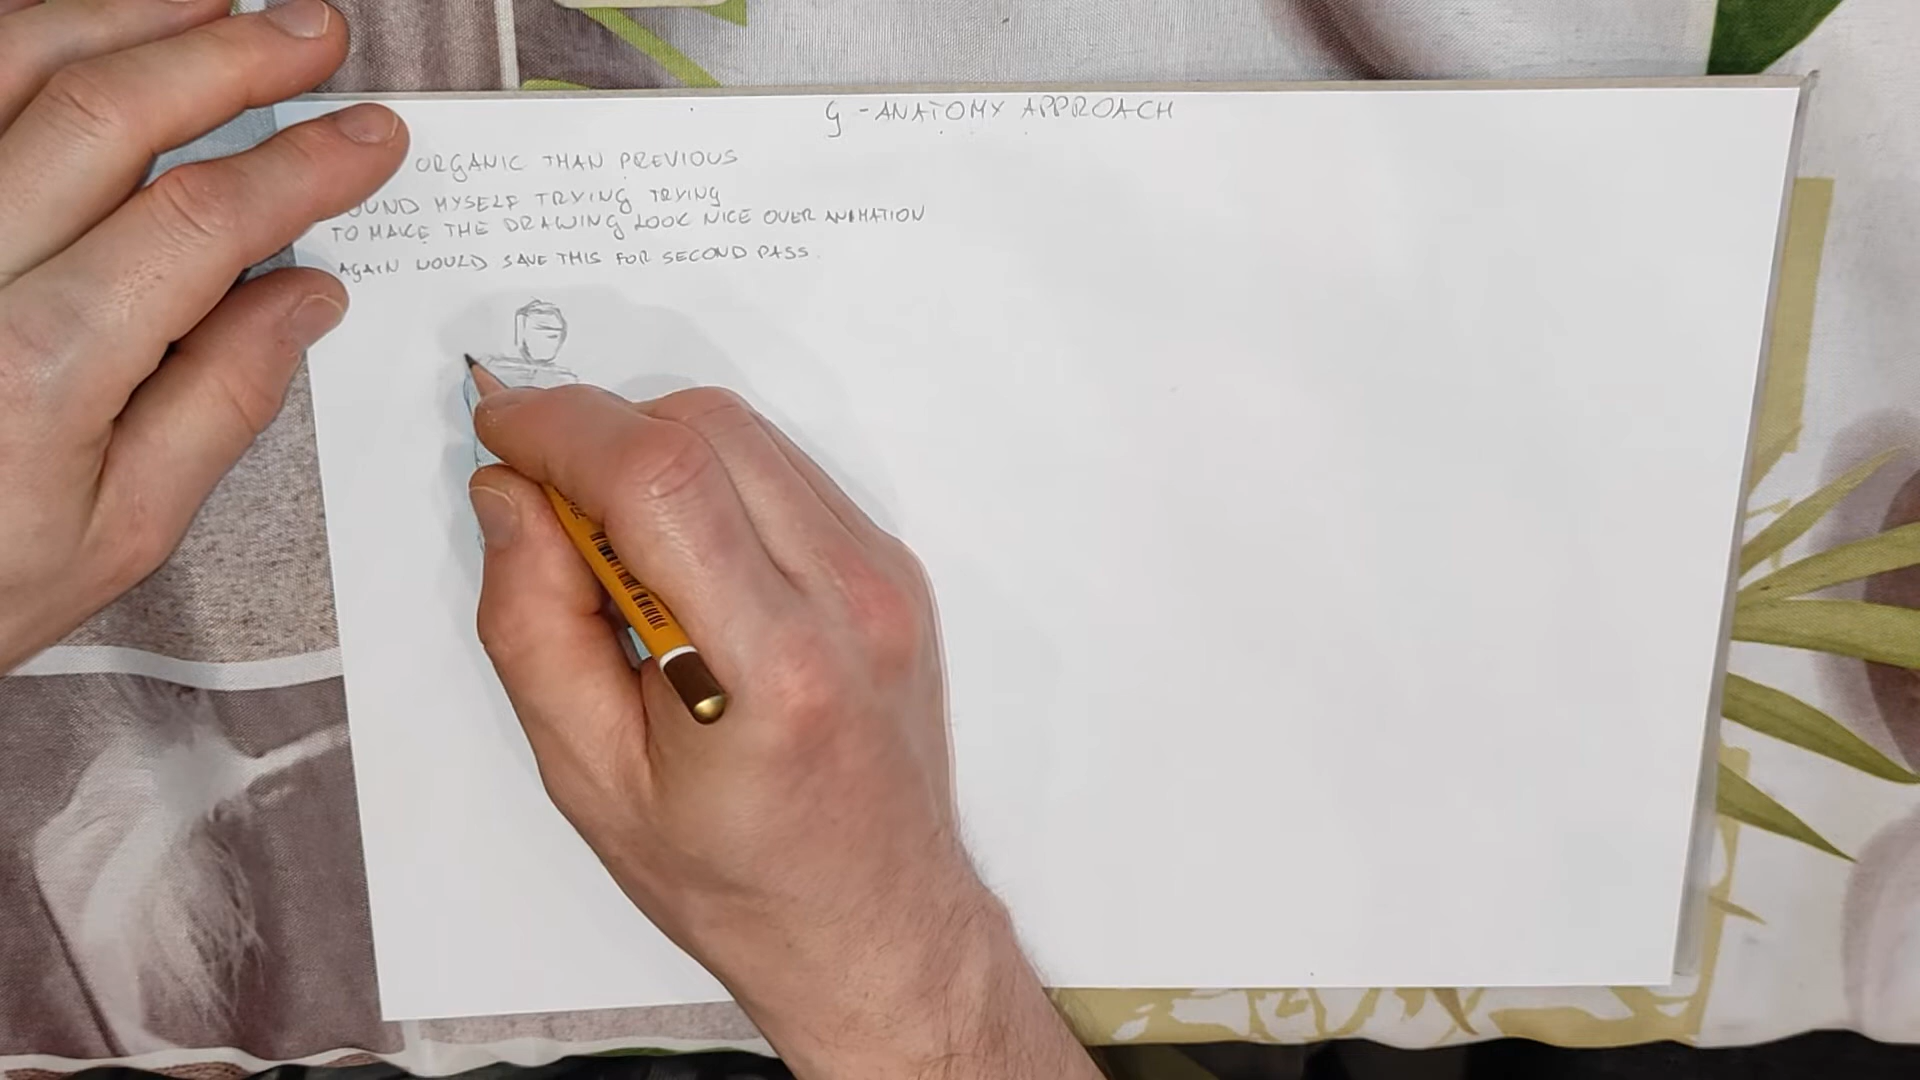 G - ANATOMY APPROACH
ORGANIC THAN PREVIOUS
OUND MYSELF TRYING TRYING
TO MAKE THE DRAWING LOOK NICE OVER ANIMATION
AGAIN WOULD SAVE THIS FOR SECOND PASS.